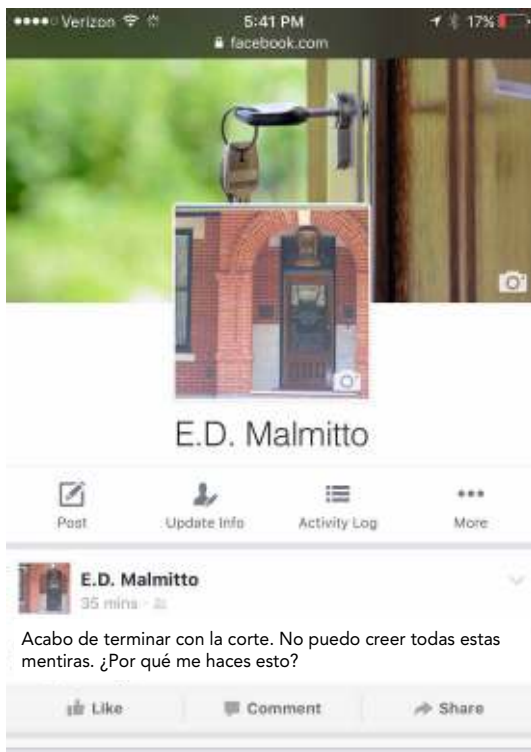 Verizon 5:41 PM 17%
facebook.com
E.D. Malmitto
Post Update Info Activity Log More
E.D. Malmitto
35 mins
Acabo de terminar con la corte. No puedo creer todas estas
mentiras. ¿Por qué me haces esto?
Like Comment Share